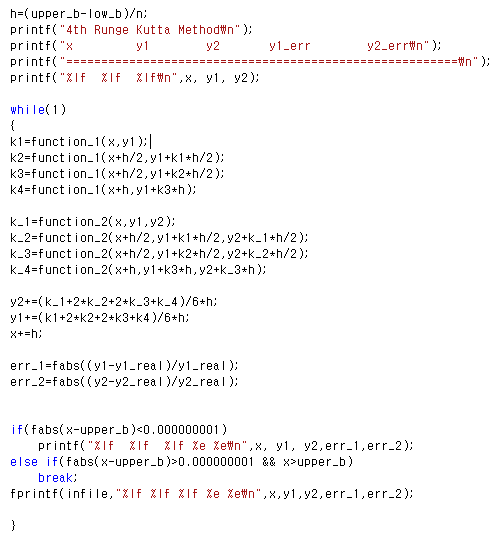 h=(upper_b-low_b)/n;
printf("4th Runge Kutta Method₩n");
printf("x          y1         y2        y1_err         y2_err₩n");
printf("========================================================₩n");
printf("%lf  %lf  %lf₩n",x, y1, y2);
while(1)
{
k1=function_1(x,y1);
k2=function_1(x+h/2,y1+k1*h/2);
k3=function_1(x+h/2,y1+k2*h/2);
k4=function_1(x+h,y1+k3*h);
k_1=function_2(x,y1,y2);
k_2=function_2(x+h/2,y1+k1*h/2,y2+k_1*h/2);
k_3=function_2(x+h/2,y1+k2*h/2,y2+k_2*h/2);
k_4=function_2(x+h,y1+k3*h,y2+k_3*h);
y2+=(k_1+2*k_2+2*k_3+k_4)/6*h;
y1+=(k1+2*k2+2*k3+k4)/6*h;
x+=h;
err_1=fabs((y1-y1_real)/y1_real);
err_2=fabs((y2-y2_real)/y2_real);
if(fabs(x-upper_b)<0.000000001)
    printf("%lf  %lf  %lf %e %e₩n",x, y1, y2,err_1,err_2);
else if(fabs(x-upper_b)>0.000000001 && x>upper_b)
    break;
fprintf(infile,"%lf %lf %lf %e %e₩n",x,y1,y2,err_1,err_2);
}